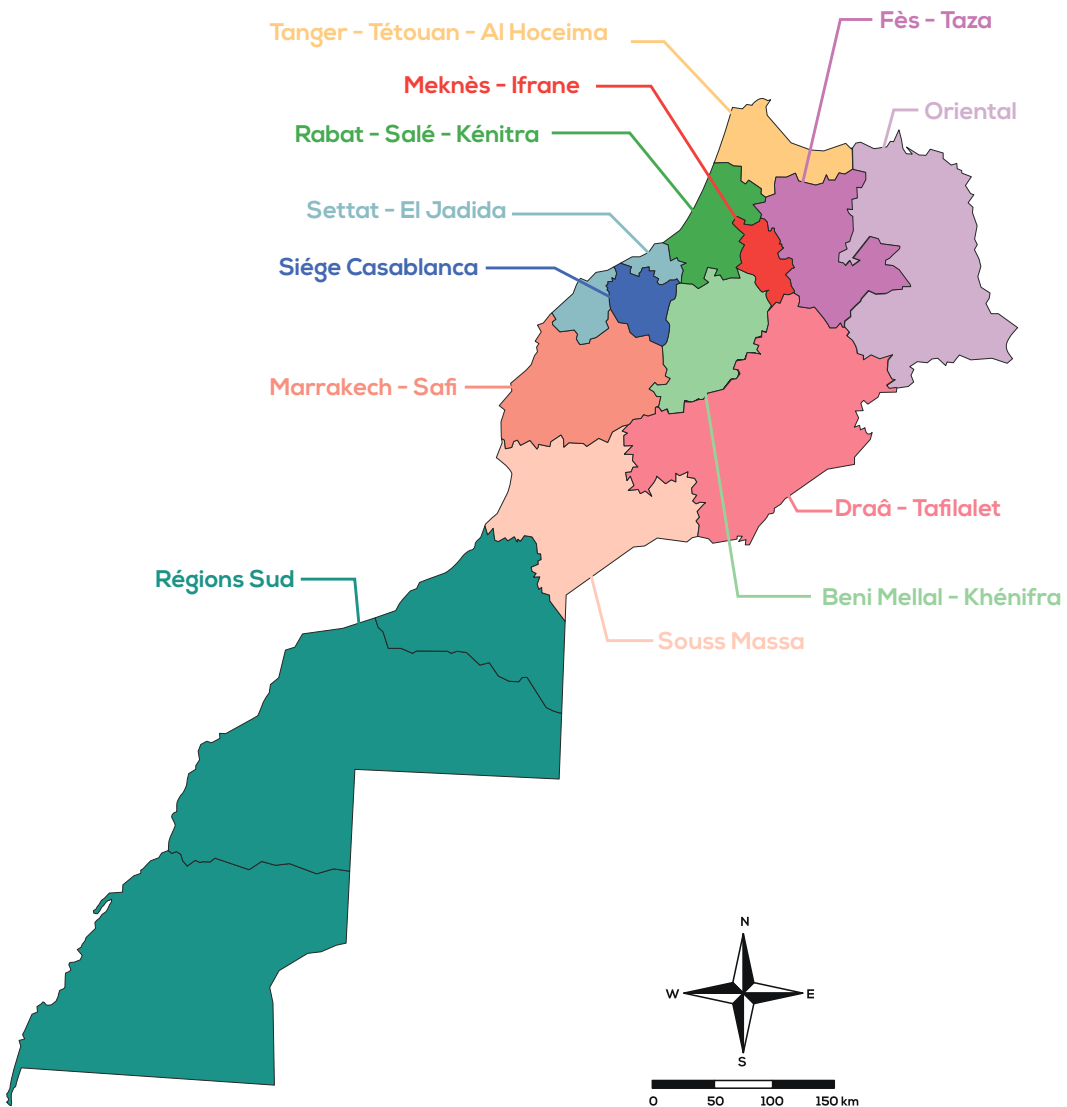 Fès - Taza
Tanger - Tétouan - Al Hoceima
Meknès - Ifrane
Oriental
Rabat - Salé - Kénitra
Settat - El Jadida
Siége Casablanca
Marrakech - Safi
Draâ - Tafilalet
Régions Sud
Beni Mellal - Khénifra
Souss Massa
N
W E
S
0 50 100 150 km